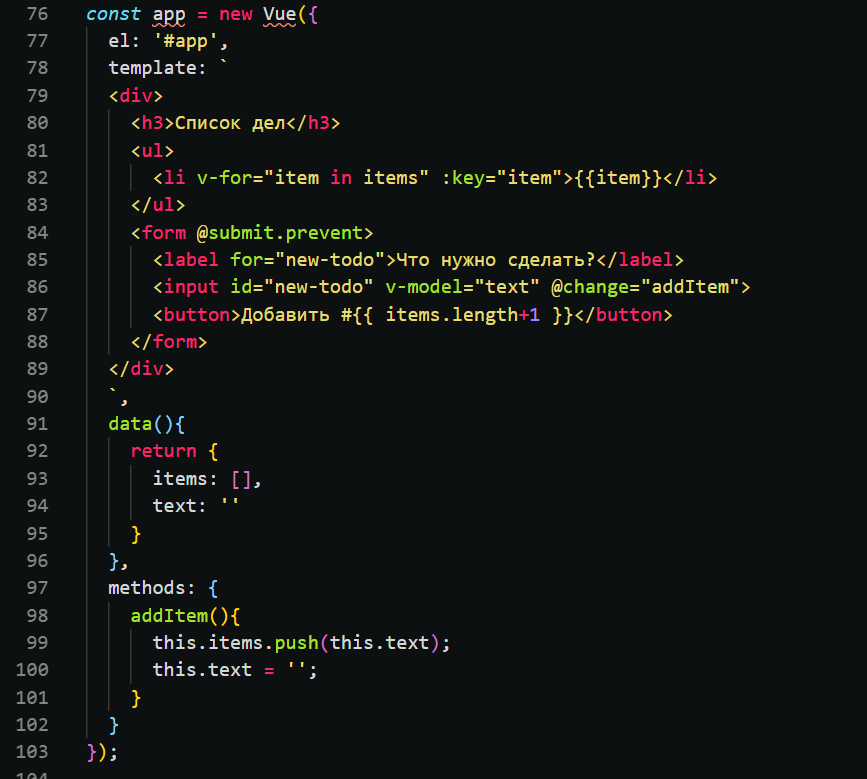 76 const app = new Vue({
77 el: '#app',
78 template: `
79 <div>
80 <h3>Список дел</h3>
81 <ul>
82 <li v-for="item in items" :key="item">{{item}}</li>
83 </ul>
84 <form @submit.prevent>
85 <label for="new-todo">Что нужно сделать?</label>
86 <input id="new-todo" v-model="text" @change="addItem">
87 <button>Добавить #{{ items.length+1 }}</button>
88 </form>
89 </div>
90 `,
91 data(){
92 return {
93 items: [],
94 text: ''
95 }
96 },
97 methods: {
98 addItem(){
99 this.items.push(this.text);
100 this.text = '';
101 }
102 }
103 });